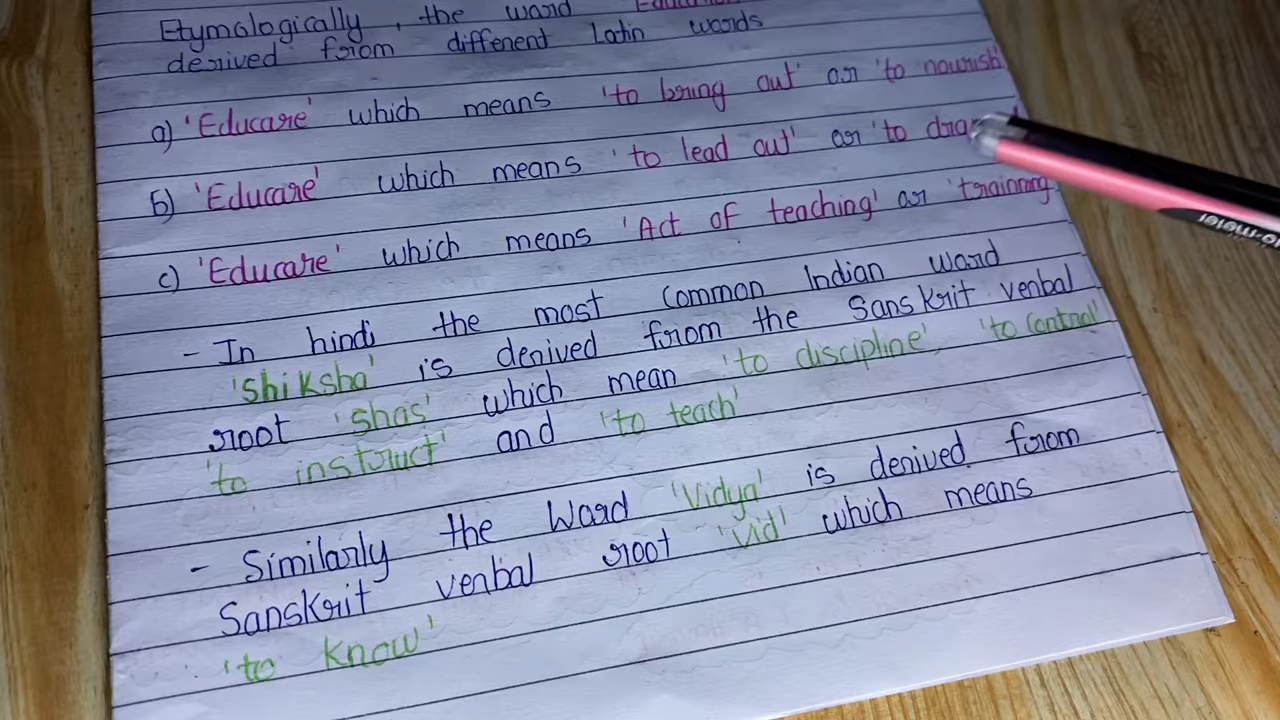 Etymologically, the word
derived from different Latin words
a) 'Educare' which means 'to bring out' or 'to nourish'
b) 'Educare' which means 'to lead out' or 'to
c) 'Educare' which means 'Act of teaching' or 'training
- In hindi the most common Indian word
'Shiksha' is derived from the Sanskrit verbal
root 'shas' which mean 'to discipline', 'to control'
'to instruct' and 'to teach'
- Similarly the word 'Vidya' is derived from
Sanskrit verbal root 'vid' which means
'to know'